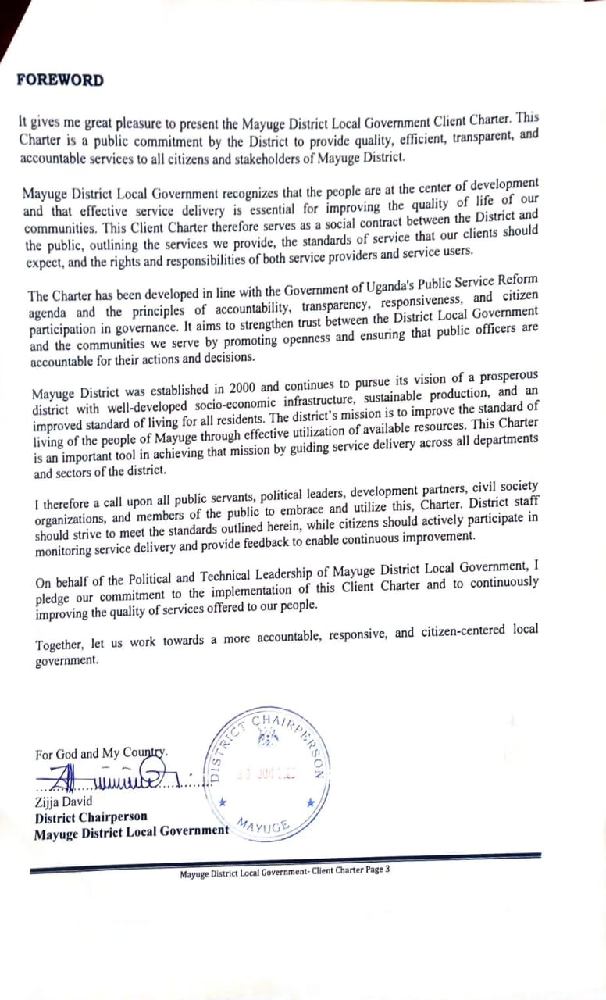 FOREWORD
It gives me great pleasure to present the Mayuge District Local Government Client Charter. This
Charter is a public commitment by the District to provide quality, efficient, transparent, and
accountable services to all citizens and stakeholders of Mayuge District.
Mayuge District Local Government recognizes that the people are at the center of development
and that effective service delivery is essential for improving the quality of life of our
communities. This Client Charter therefore serves as a social contract between the District and
the public, outlining the services we provide, the standards of service that our clients should
expect, and the rights and responsibilities of both service providers and service users.
The Charter has been developed in line with the Government of Uganda's Public Service Reform
agenda and the principles of accountability, transparency, responsiveness, and citizen
participation in governance. It aims to strengthen trust between the District Local Government
and the communities we serve by promoting openness and ensuring that public officers are
accountable for their actions and decisions.
Mayuge District was established in 2000 and continues to pursue its vision of a prosperous
district with well-developed socio-economic infrastructure, sustainable production, and an
improved standard of living for all residents. The district's mission is to improve the standard of
living of the people of Mayuge through effective utilization of available resources. This Charter
is an important tool in achieving that mission by guiding service delivery across all departments
and sectors of the district.
I therefore a call upon all public servants, political leaders, development partners, civil society
organizations, and members of the public to embrace and utilize this, Charter. District staff
should strive to meet the standards outlined herein, while citizens should actively participate in
monitoring service delivery and provide feedback to enable continuous improvement.
On behalf of the Political and Technical Leadership of Mayuge District Local Government, I
pledge our commitment to the implementation of this Client Charter and to continuously
improving the quality of services offered to our people.
Together, let us work towards a more accountable, responsive, and citizen-centered local
government.
For God and My Country.
DISTRICT CHAIRPERSON
JUN
MAYUGE
Zijja David
District Chairperson
Mayuge District Local Government
Mayuge District Local Government- Client Charter Page 3